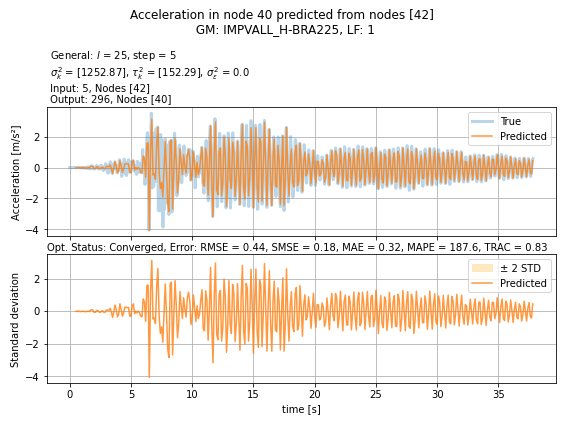 Acceleration in node 40 predicted from nodes [42]
GM: IMPVALL_H-BRA225, LF: 1
General: l = 25, step = 5
σ²ₖ = [1252.87], τ²ₖ = [152.29], σ²ε = 0.0
Input: 5, Nodes [42]
Output: 296, Nodes [40]
Acceleration [m/s²]
2
0
−2
−4
True
Predicted
Opt. Status: Converged, Error: RMSE = 0.44, SMSE = 0.18, MAE = 0.32, MAPE = 187.6, TRAC = 0.83
Standard deviation
2
0
−2
−4
± 2 STD
Predicted
0 5 10 15 20 25 30 35
time [s]